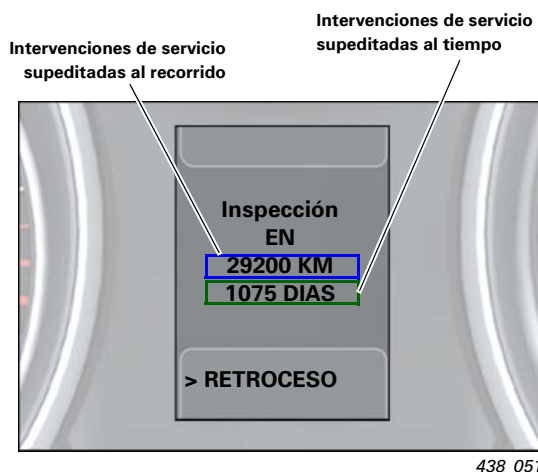 Intervenciones de servicio
supeditadas al tiempo
Intervenciones de servicio
supeditadas al recorrido
Inspección
EN
29200 KM
1075 DIAS
> RETROCESO
438_051